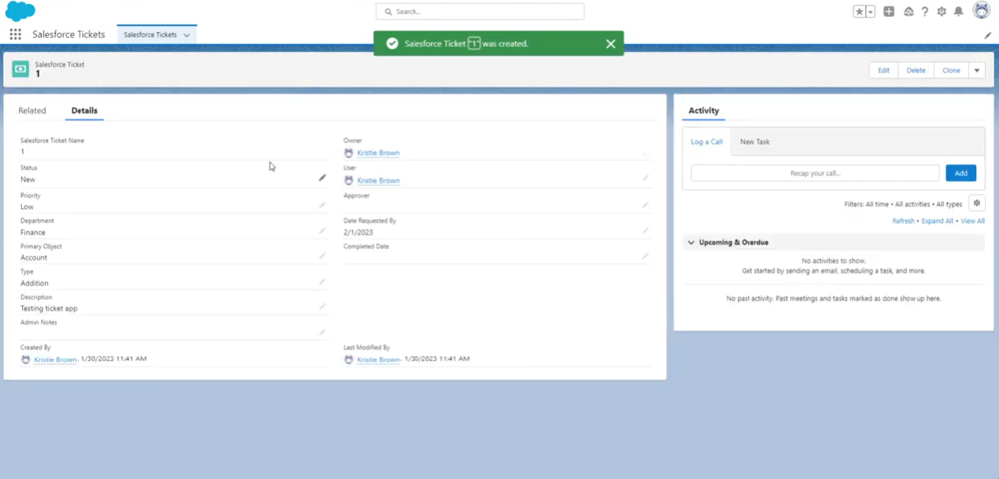 Search...
Salesforce Tickets
Salesforce Tickets
Salesforce Ticket "1" was created.
Salesforce Ticket
1
Edit
Delete
Clone
Related
Details
Salesforce Ticket Name
1
Status
New
Priority
Low
Department
Finance
Primary Object
Account
Type
Addition
Description
Testing ticket app
Admin Notes
Created By
Kristie Brown, 1/30/2023 11:41 AM
Owner
Kristie Brown
User
Kristie Brown
Approver
Date Requested By
2/1/2023
Completed Date
Last Modified By
Kristie Brown, 1/30/2023 11:41 AM
Activity
Log a Call
New Task
Recap your call...
Add
Filters: All time • All activities • All types
Refresh • Expand All • View All
Upcoming & Overdue
No activities to show.
Get started by sending an email, scheduling a task, and more.
No past activity. Past meetings and tasks marked as done show up here.